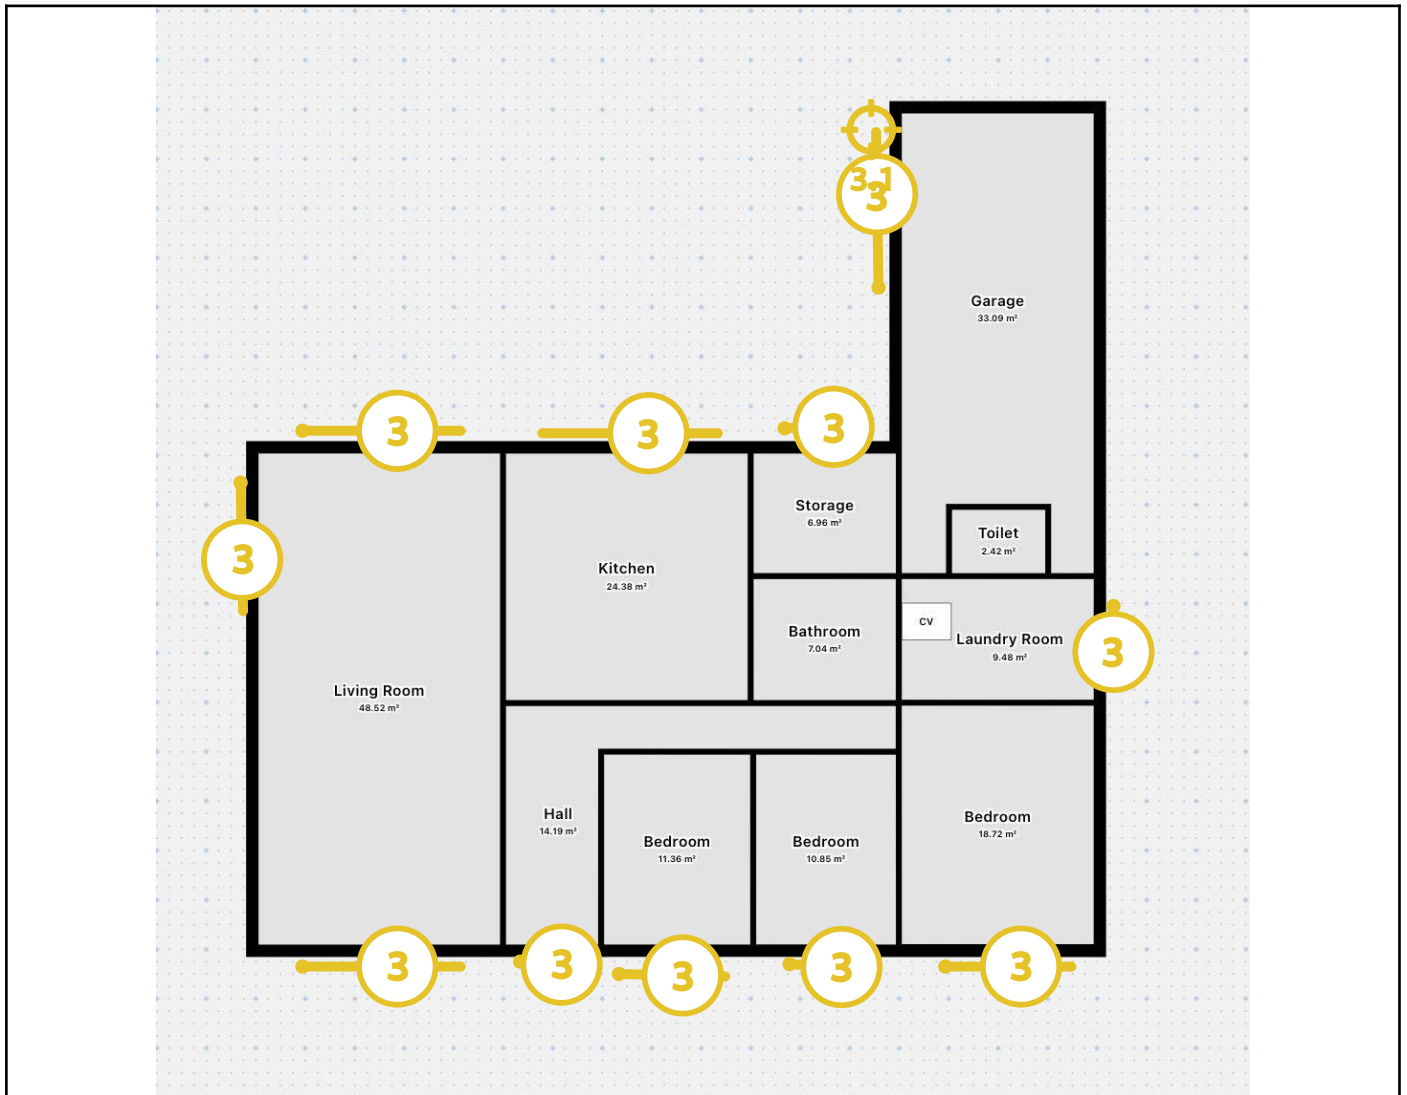 3.1
3
Garage
33.09 m²
3
3
3
3
Storage
6.96 m²
Toilet
2.42 m²
Kitchen
24.38 m²
Bathroom
7.04 m²
CV
Laundry Room
9.48 m²
3
Living Room
48.52 m²
Hall
14.19 m²
Bedroom
11.36 m²
Bedroom
10.85 m²
Bedroom
18.72 m²
3
3
3
3
3